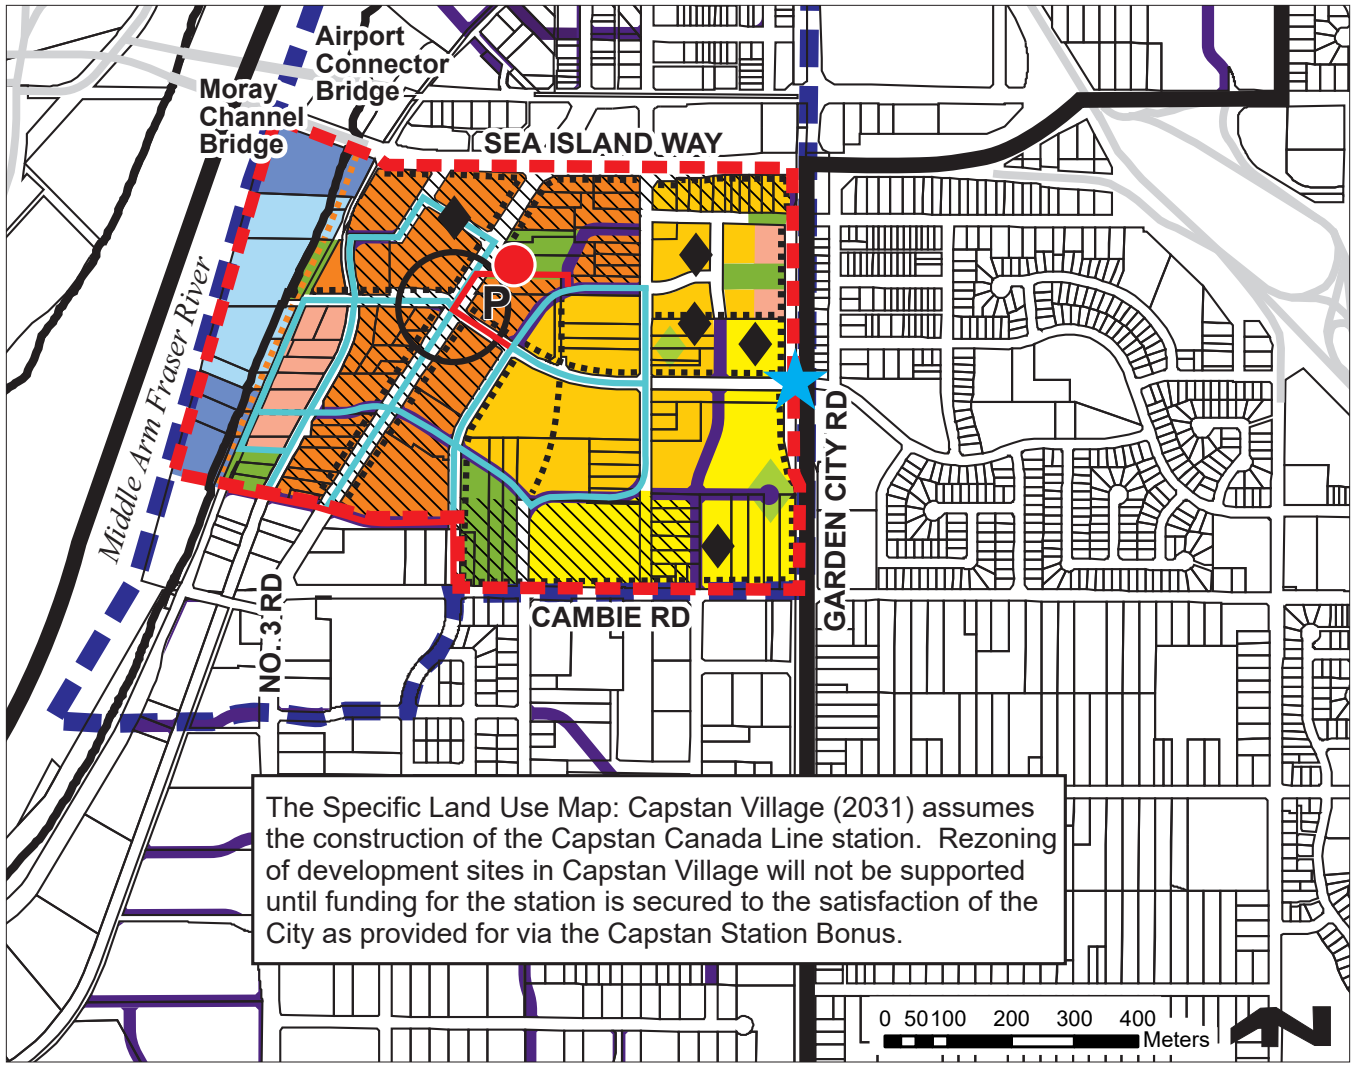 Airport
Connector
Bridge
Moray
Channel
Bridge
SEA ISLAND WAY
Middle Arm Fraser River
P
GARDEN CITY RD
NO. 3 RD
CAMBIE RD
The Specific Land Use Map: Capstan Village (2031) assumes
the construction of the Capstan Canada Line station.  Rezoning
of development sites in Capstan Village will not be supported
until funding for the station is secured to the satisfaction of the
City as provided for via the Capstan Station Bonus.
0 50 100 200 300 400
Meters